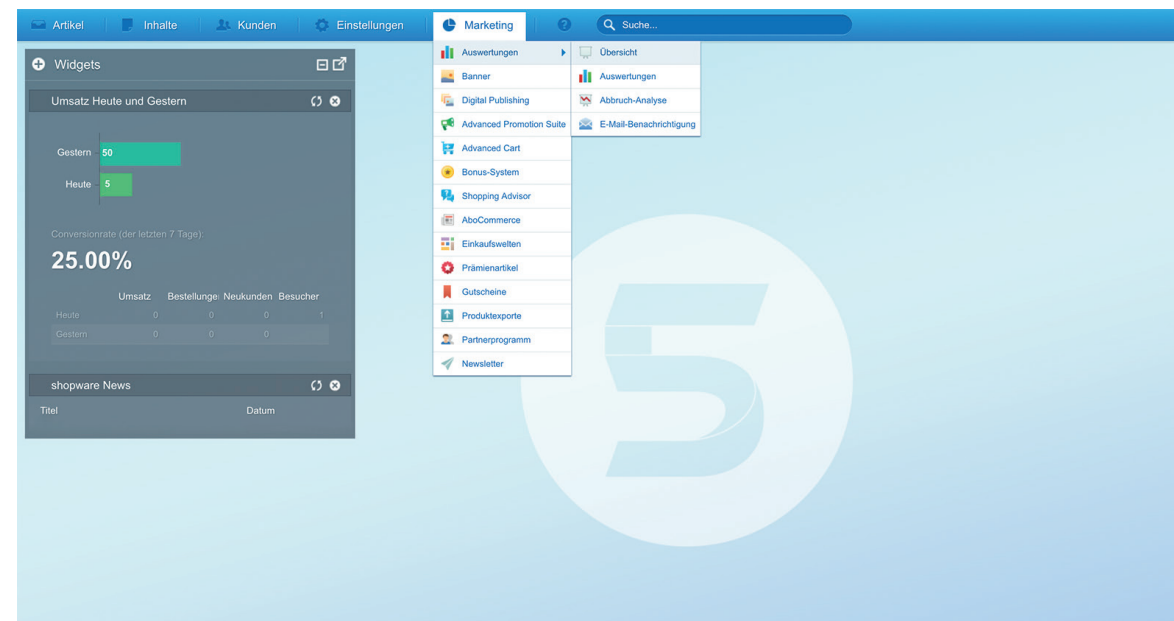 Artikel Inhalte Kunden Einstellungen Marketing ? Suche...
Widgets
Umsatz Heute und Gestern
Gestern 50
Heute 5
Conversionrate (der letzten 7 Tage):
25.00%
Umsatz Bestellunge Neukunden Besucher
Heute 0 0 0 1
Gestern 0 0 0
shopware News
Titel Datum
Auswertungen
Banner
Digital Publishing
Advanced Promotion Suite
Advanced Cart
Bonus-System
Shopping Advisor
AboCommerce
Einkaufswelten
Prämienartikel
Gutscheine
Produktexporte
Partnerprogramm
Newsletter
Übersicht
Auswertungen
Abbruch-Analyse
E-Mail-Benachrichtigung
5